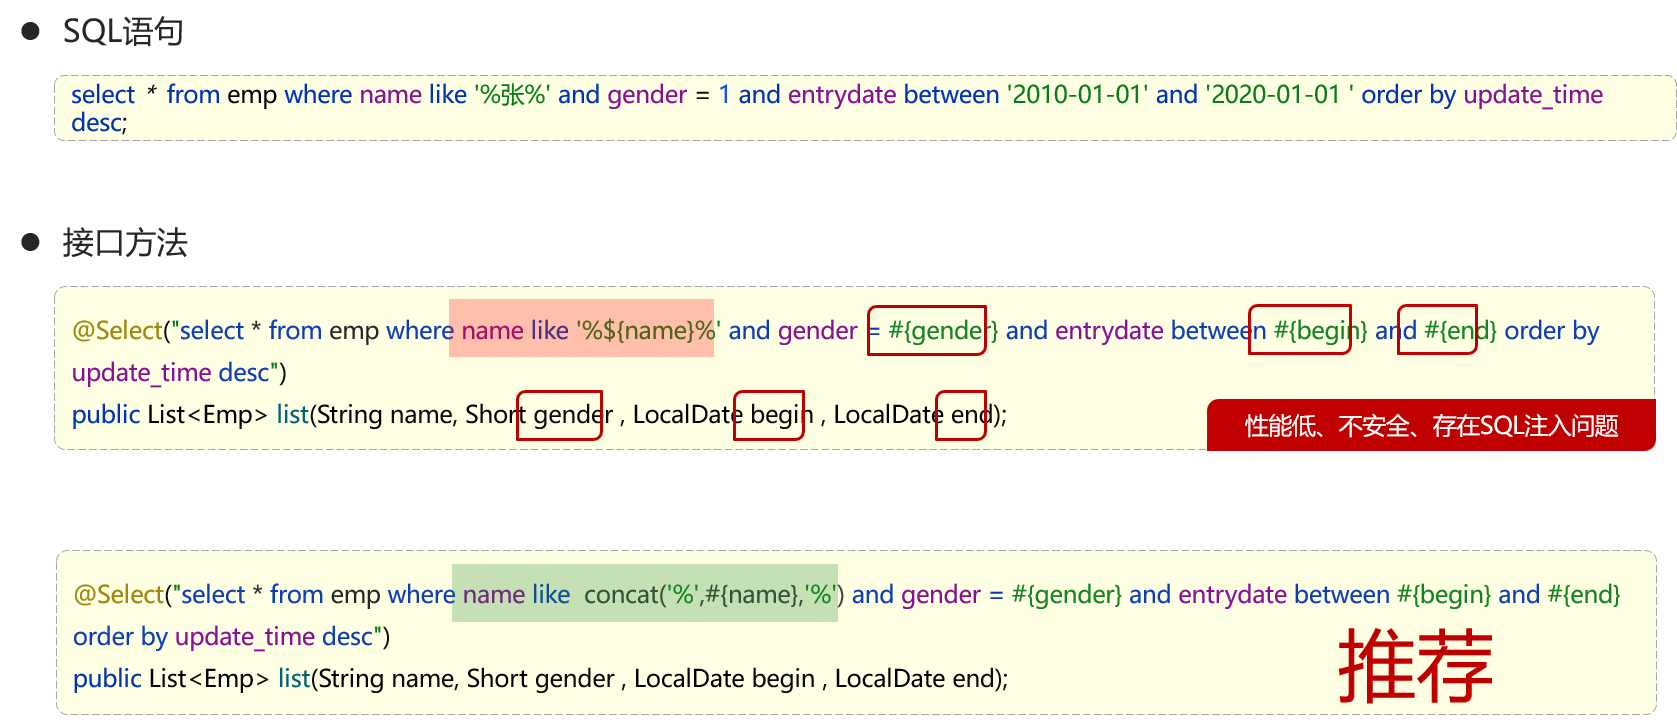 SQL语句
select * from emp where name like '%张%' and gender = 1 and entrydate between '2010-01-01' and '2020-01-01 ' order by update_time
desc;
接口方法
@Select("select * from emp where name like '%${name}%' and gender = #{gender} and entrydate between #{begin} and #{end} order by
update_time desc")
public List<Emp> list(String name, Short gender , LocalDate begin , LocalDate end);
性能低、不安全、存在SQL注入问题
@Select("select * from emp where name like  concat('%',#{name},'%') and gender = #{gender} and entrydate between #{begin} and #{end}
order by update_time desc")
public List<Emp> list(String name, Short gender , LocalDate begin , LocalDate end);
推荐